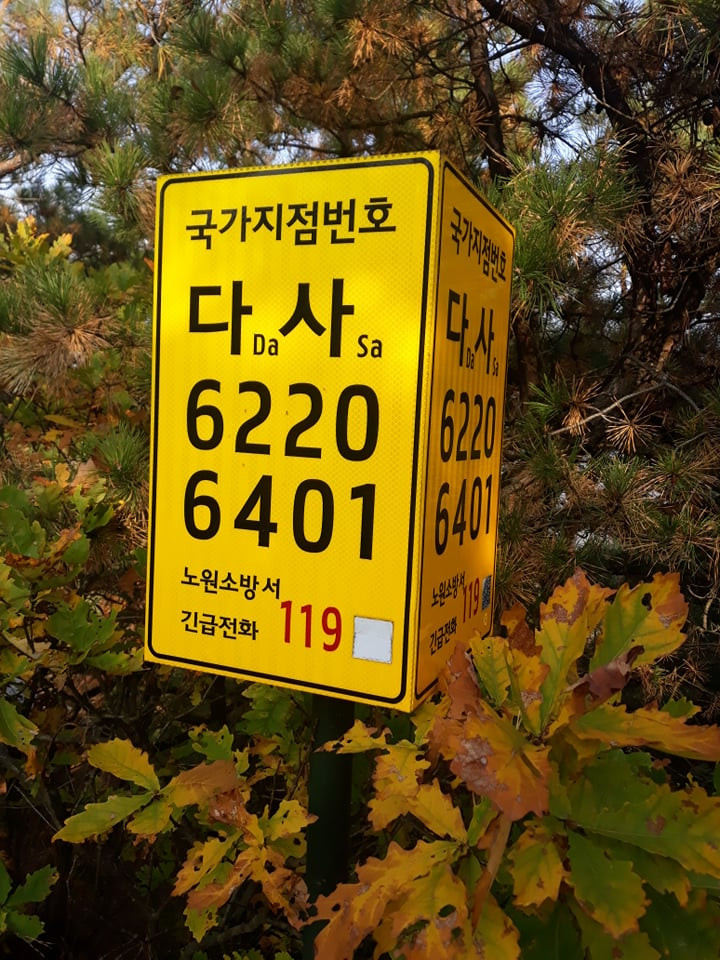 국가지점번호
다Da사Sa
6220
6401
노원소방서
긴급전화 119
국가지점번호
다Da사Sa
6220
6401
노원소방서
긴급전화 119